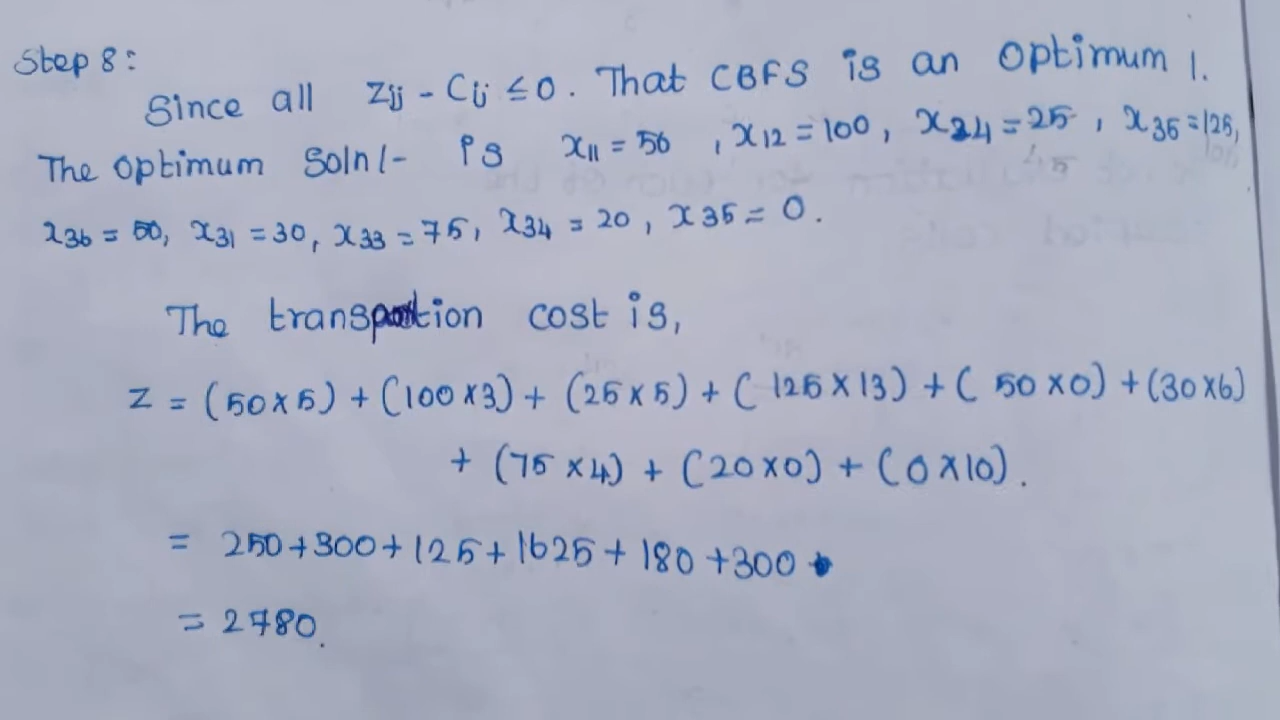 Step 8:
Since all Zij - Cij ≤ 0. That CBFS is an optimum 1.
The optimum Soln/- is x11 = 50, x12 = 100, x24 = 25, x35 = 125,
x36 = 50, x31 = 30, x33 = 75, x34 = 20, x35 = 0.
The transportion cost is,
Z = (50 x 5) + (100 x 3) + (25 x 5) + (125 x 13) + (50 x 0) + (30 x 6)
+ (75 x 4) + (20 x 0) + (0 x 10).
= 250 + 300 + 125 + 1625 + 180 + 300
= 2780.